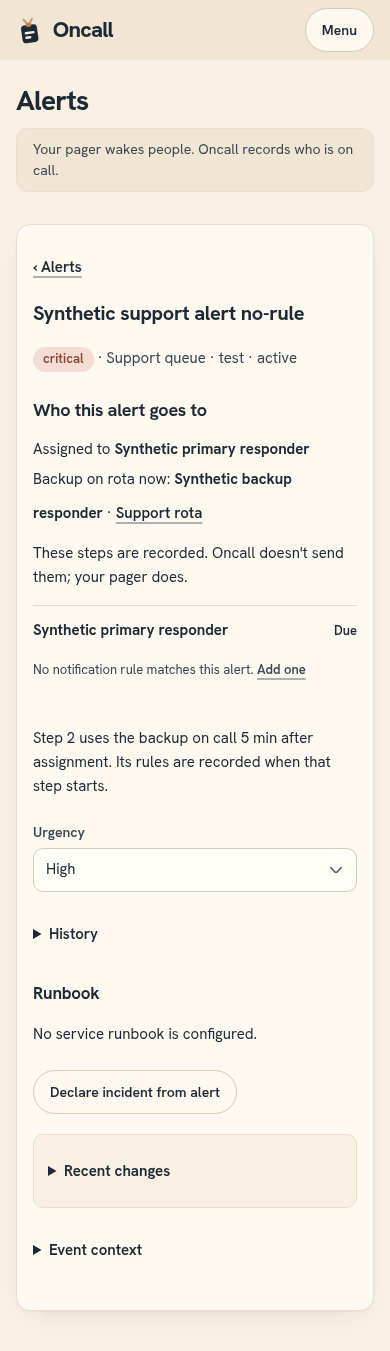 Oncall
Menu
Alerts
Your pager wakes people. Oncall records who is on
call.
‹ Alerts
Synthetic support alert no-rule
critical · Support queue · test · active
Who this alert goes to
Assigned to Synthetic primary responder
Backup on rota now: Synthetic backup
responder · Support rota
These steps are recorded. Oncall doesn't send
them; your pager does.
Synthetic primary responder
Due
No notification rule matches this alert. Add one
Step 2 uses the backup on call 5 min after
assignment. Its rules are recorded when that
step starts.
Urgency
High
History
Runbook
No service runbook is configured.
Declare incident from alert
Recent changes
Event context